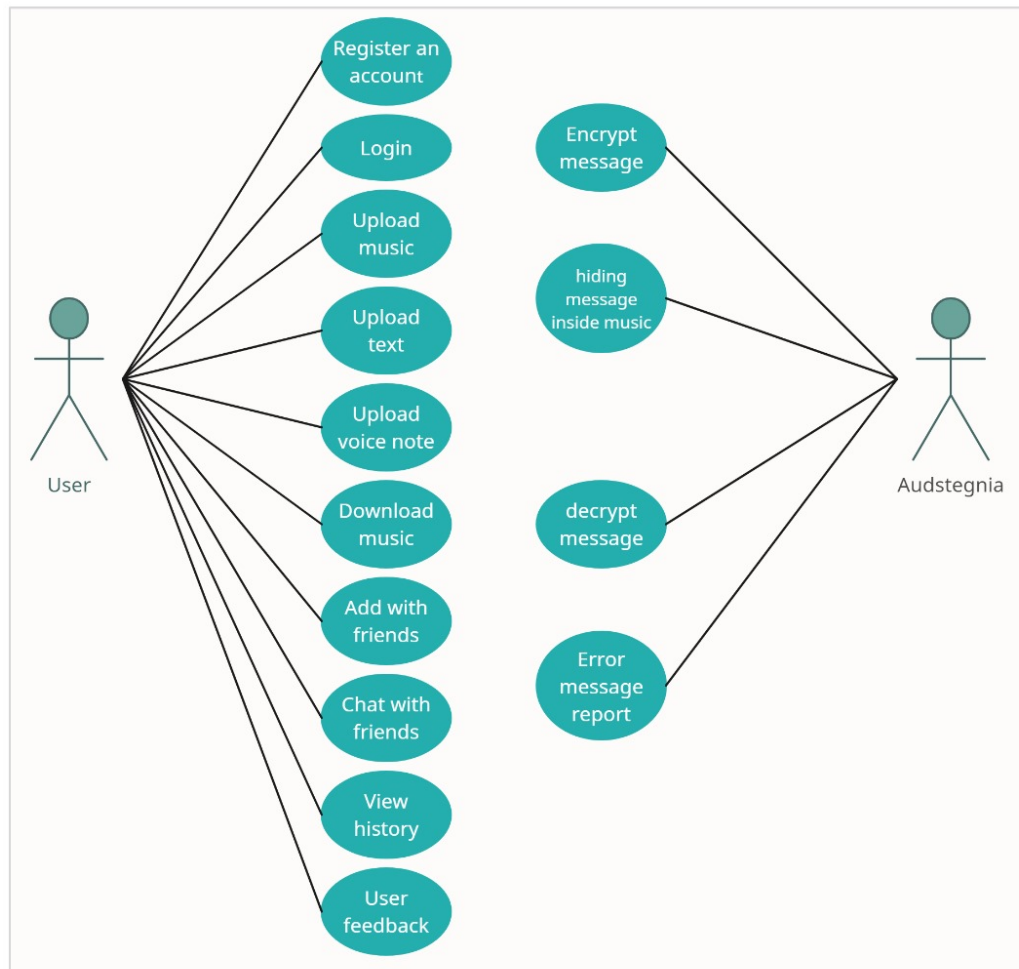 Register an
account
Login
Upload
music
Upload
text
Upload
voice note
Download
music
Add with
friends
Chat with
friends
View
history
User
feedback
Encrypt
message
hiding
message
inside music
decrypt
message
Error
message
report
User
Audstegnia